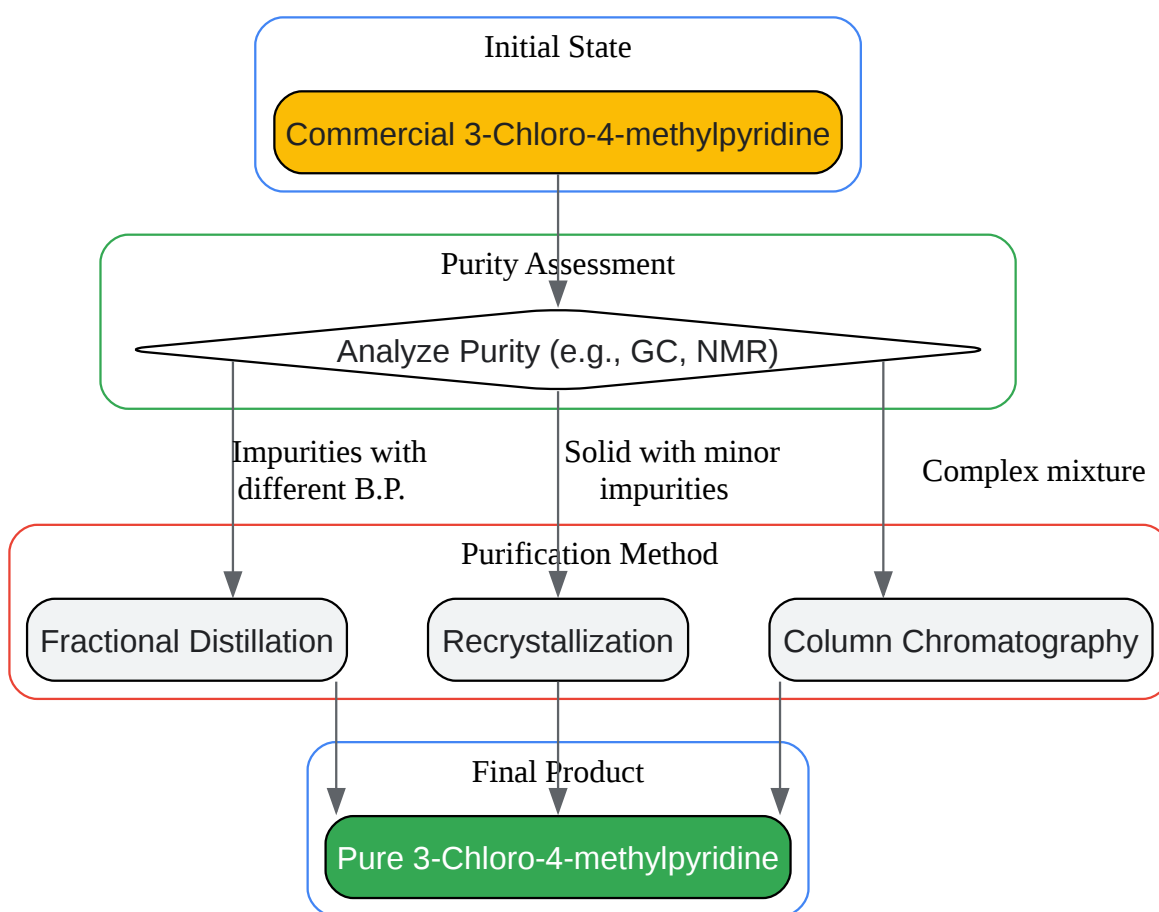 Initial State
Commercial 3-Chloro-4-methylpyridine
Purity Assessment
Analyze Purity (e.g., GC, NMR)
Impurities with
different B.P.
Solid with minor
impurities
Complex mixture
Purification Method
Fractional Distillation
Recrystallization
Column Chromatography
Final Product
Pure 3-Chloro-4-methylpyridine